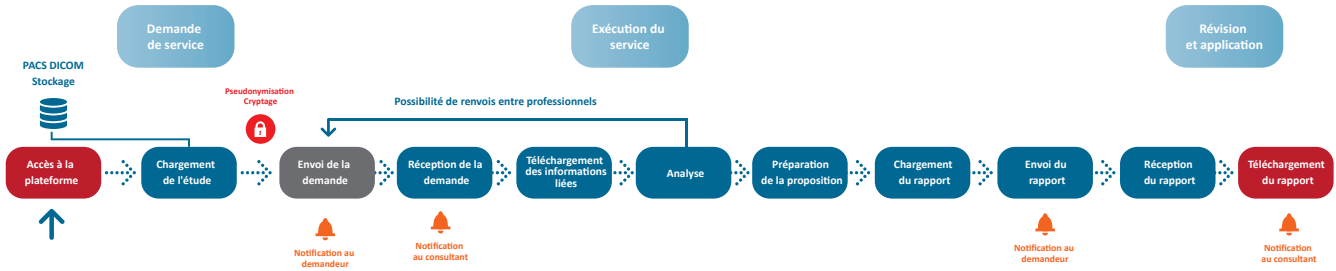 Demande
de service
Exécution du
service
Révision
et application
PACS DICOM
Stockage
Pseudonymisation
Cryptage
Possibilité de renvois entre professionnels
Accès à la
plateforme
Chargement
de l'étude
Envoi de la
demande
Réception de la
demande
Téléchargement
des informations
liées
Analyse
Préparation
de la proposition
Chargement
du rapport
Envoi du
rapport
Réception
du rapport
Téléchargement
du rapport
Notification au
demandeur
Notification
au consultant
Notification au
demandeur
Notification
au consultant